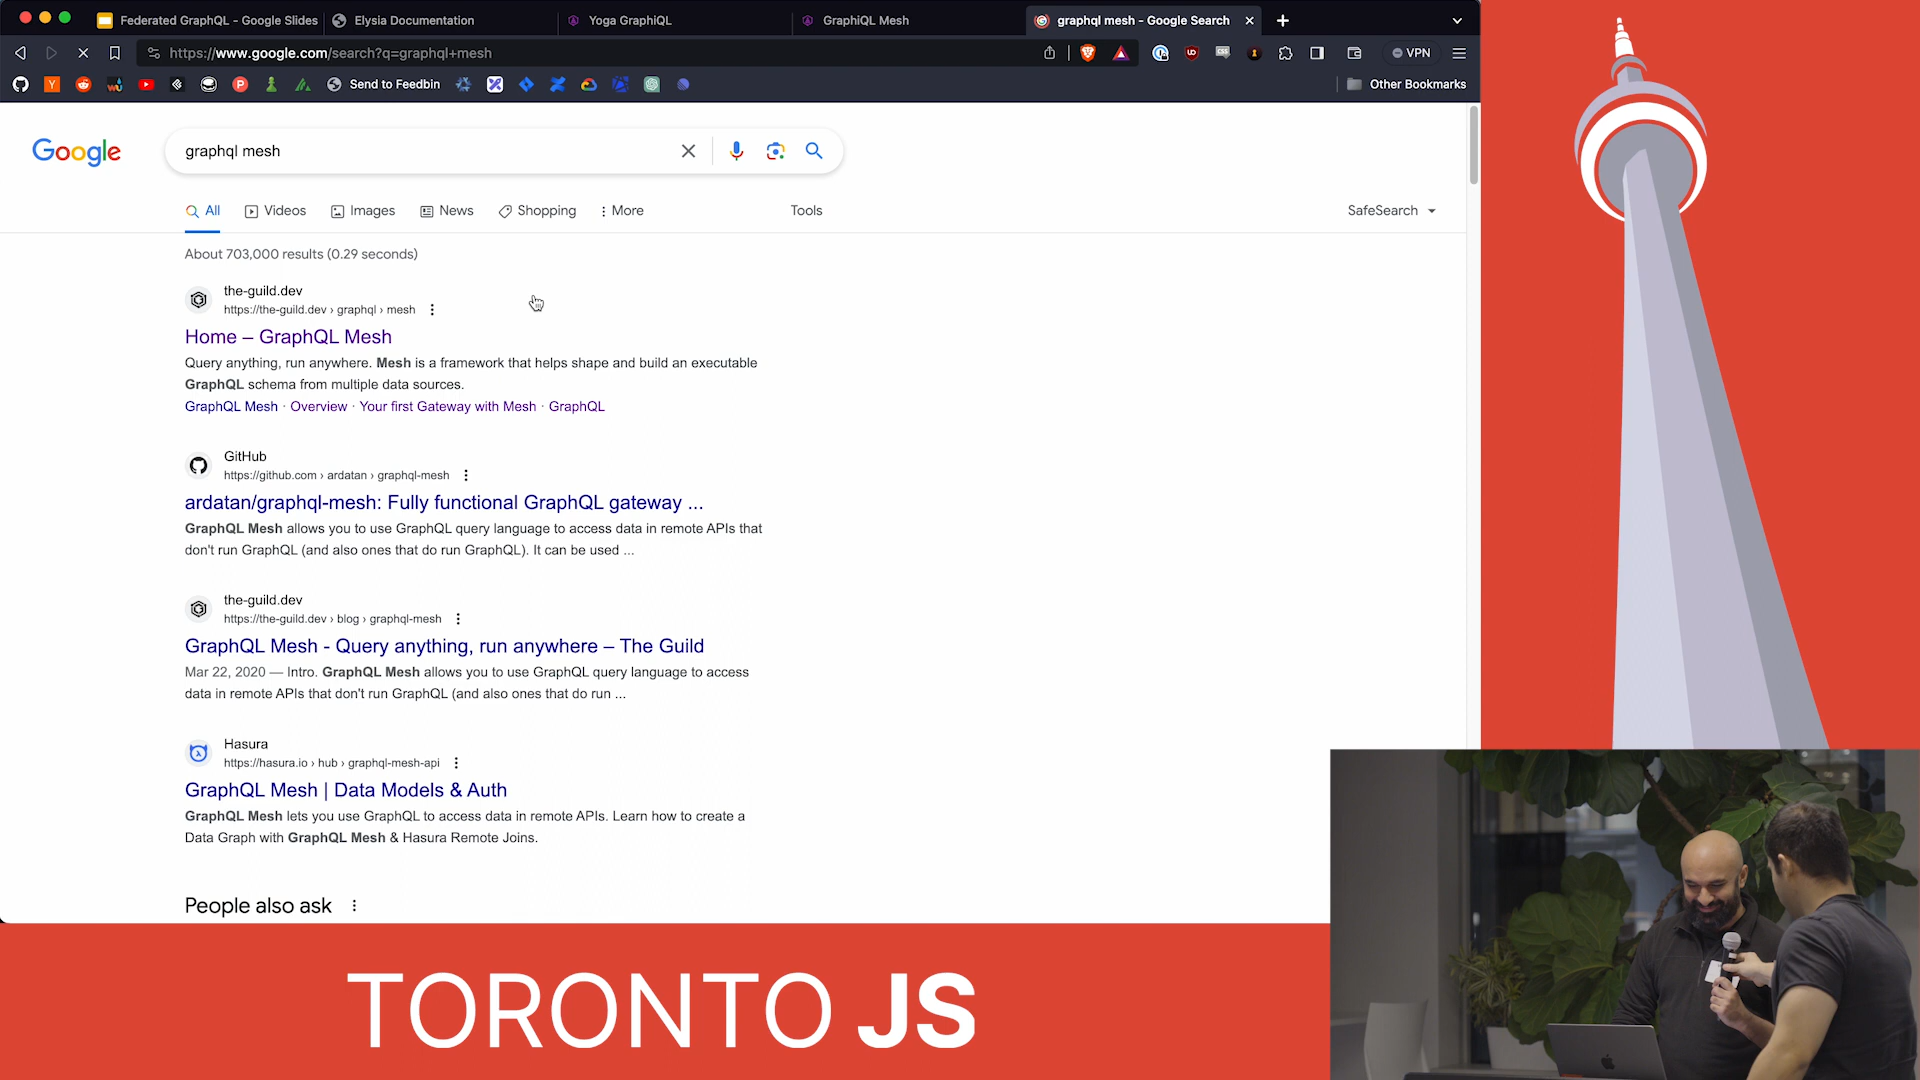 Federated GraphQL - Google Slides
Elysia Documentation
Yoga GraphiQL
GraphiQL Mesh
graphql mesh - Google Search
https://www.google.com/search?q=graphql+mesh
VPN
Send to Feedbin
Other Bookmarks
Google
graphql mesh
All
Videos
Images
News
Shopping
More
Tools
SafeSearch
About 703,000 results (0.29 seconds)
the-guild.dev
https://the-guild.dev › graphql › mesh
Home – GraphQL Mesh
Query anything, run anywhere. Mesh is a framework that helps shape and build an executable
GraphQL schema from multiple data sources.
GraphQL Mesh · Overview · Your first Gateway with Mesh · GraphQL
GitHub
https://github.com › ardatan › graphql-mesh
ardatan/graphql-mesh: Fully functional GraphQL gateway ...
GraphQL Mesh allows you to use GraphQL query language to access data in remote APIs that
don't run GraphQL (and also ones that do run GraphQL). It can be used ...
the-guild.dev
https://the-guild.dev › blog › graphql-mesh
GraphQL Mesh - Query anything, run anywhere – The Guild
Mar 22, 2020 — Intro. GraphQL Mesh allows you to use GraphQL query language to access
data in remote APIs that don't run GraphQL (and also ones that do run ...
Hasura
https://hasura.io › hub › graphql-mesh-api
GraphQL Mesh | Data Models & Auth
GraphQL Mesh lets you use GraphQL to access data in remote APIs. Learn how to create a
Data Graph with GraphQL Mesh & Hasura Remote Joins.
People also ask
TORONTO JS